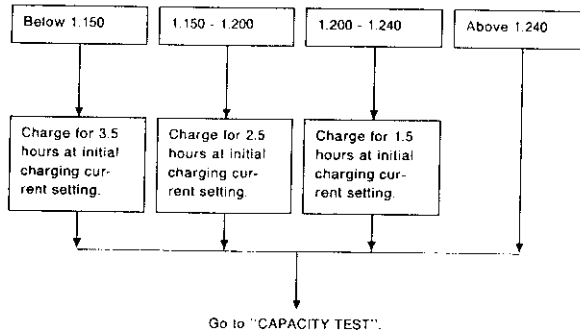 Below 1.150
1.150 - 1.200
1.200 - 1.240
Above 1.240
Charge for 3.5
hours at initial
charging cur-
rent setting.
Charge for 2.5
hours at initial
charging cur-
rent setting.
Charge for 1.5
hours at initial
charging cur-
rent setting.
Go to "CAPACITY TEST".